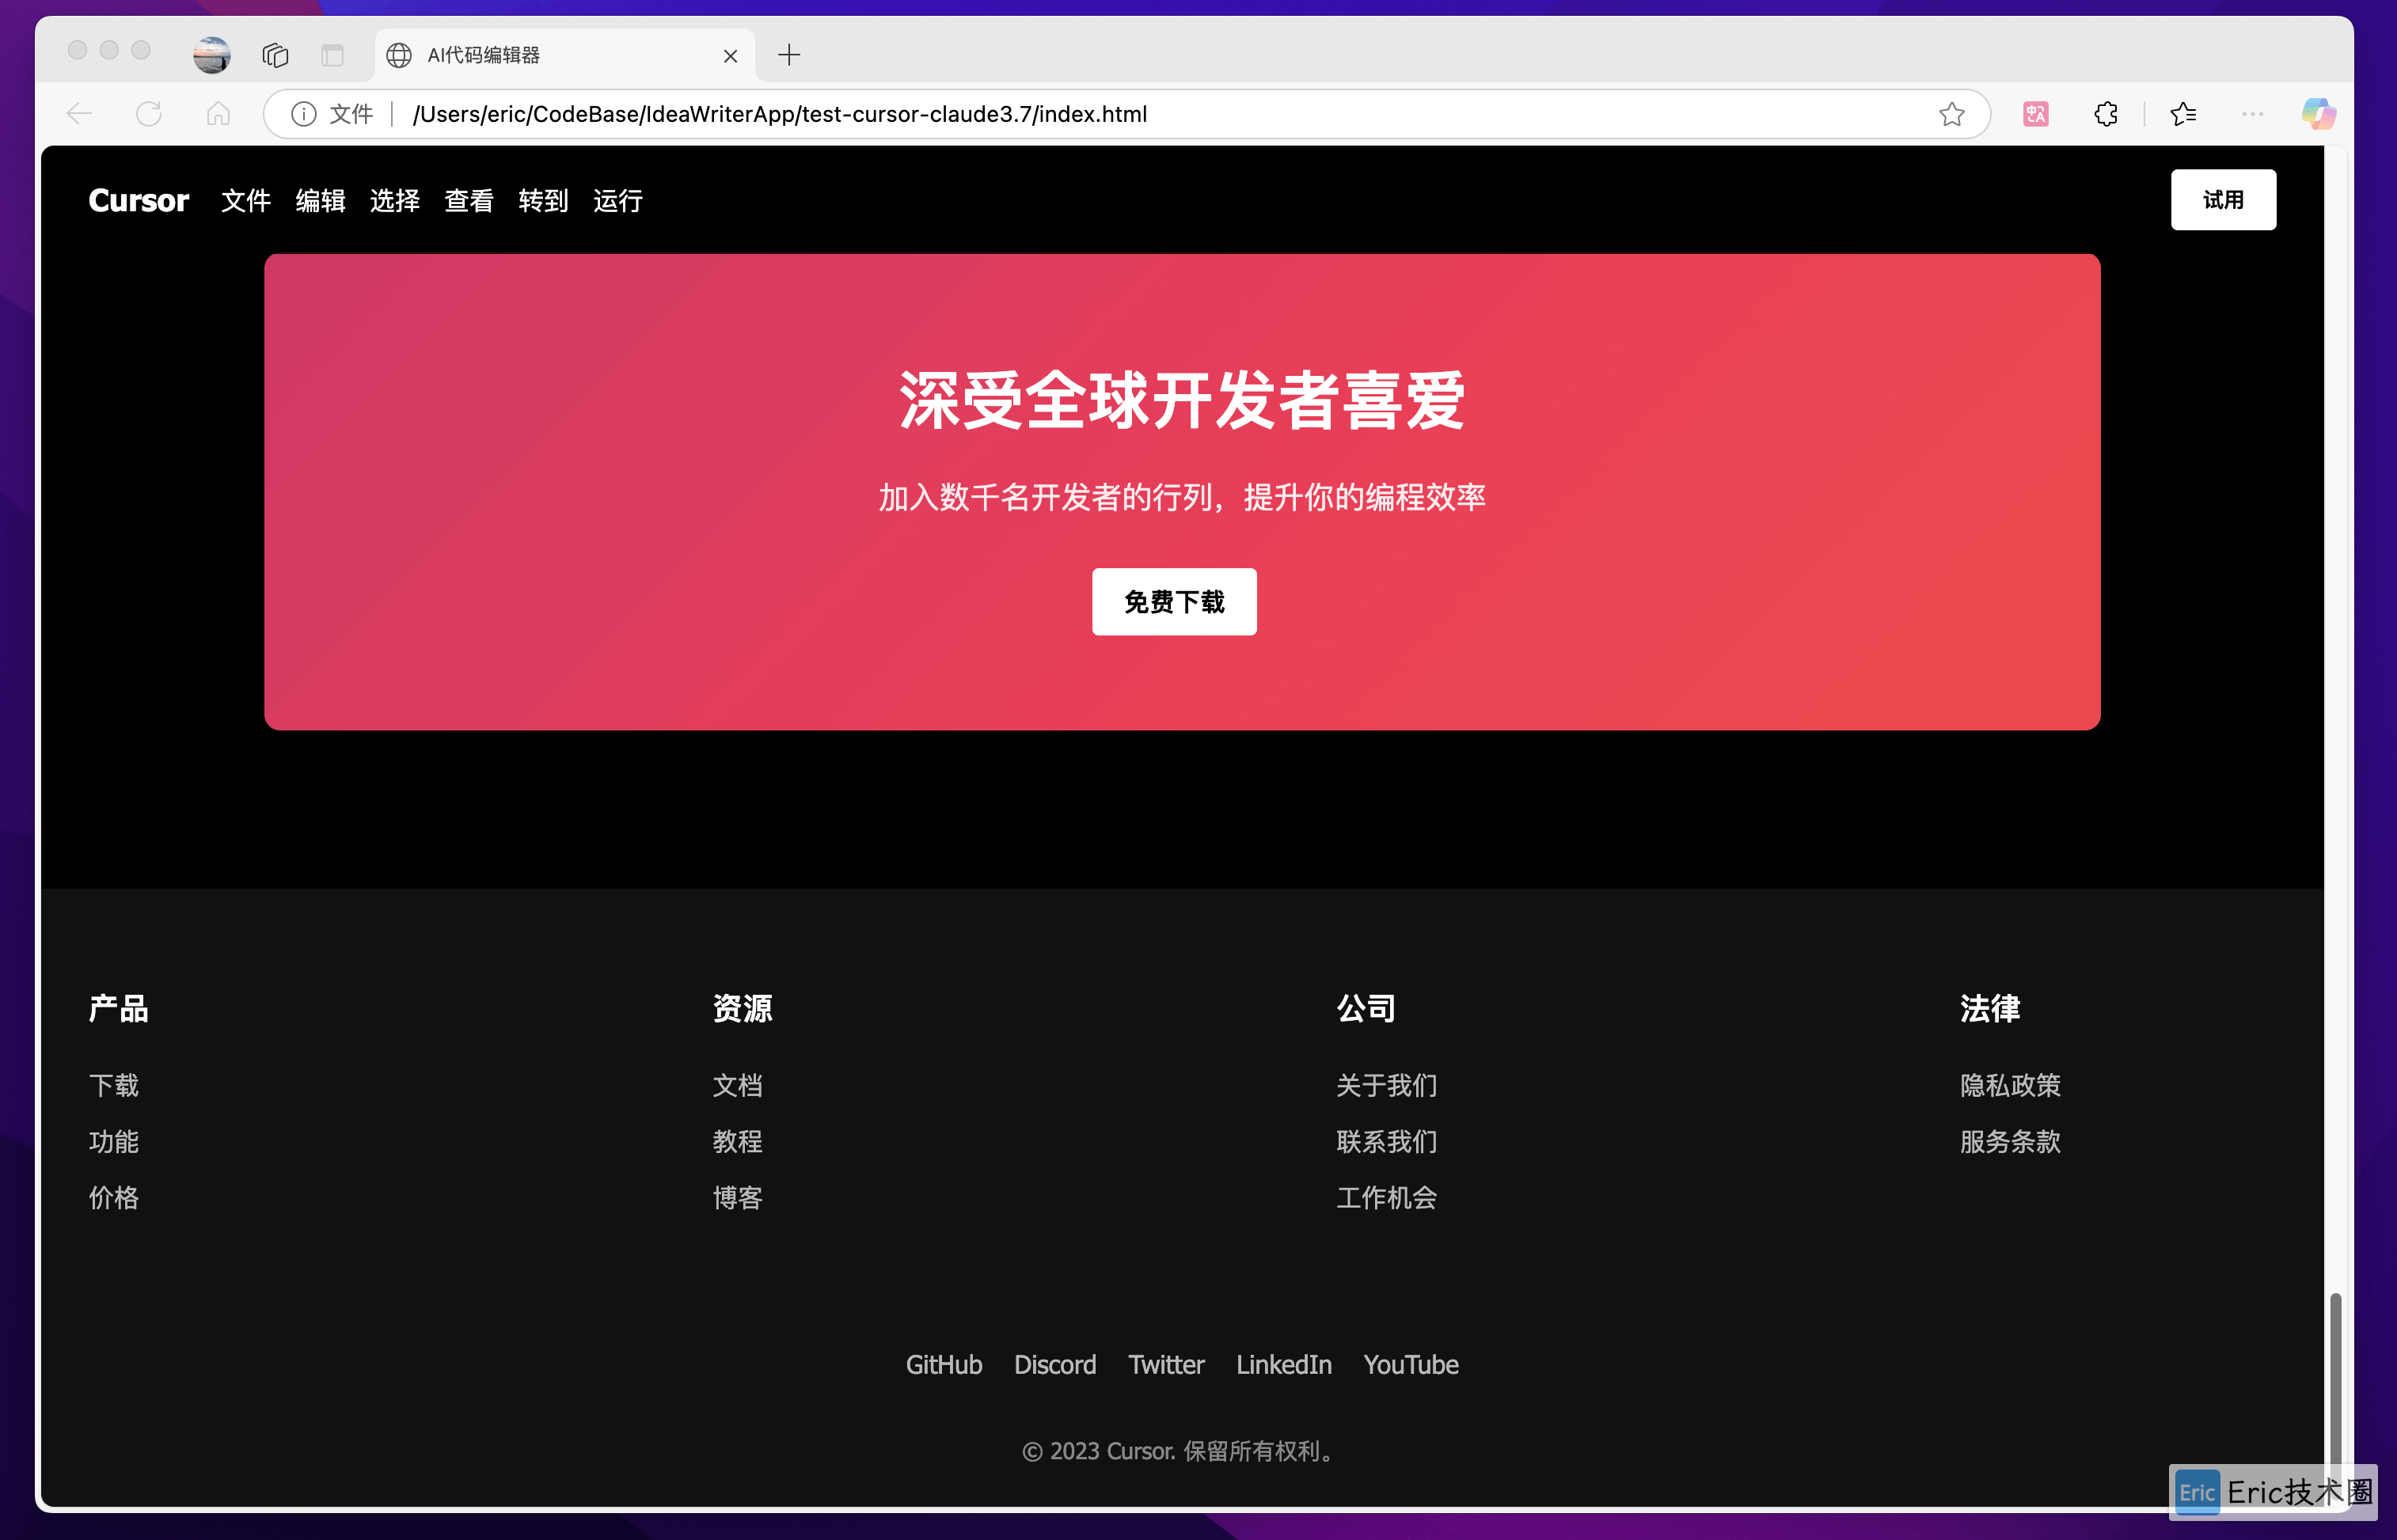 AI代码编辑器
文件 /Users/eric/CodeBase/IdeaWriterApp/test-cursor-claude3.7/index.html
Cursor 文件 编辑 选择 查看 转到 运行 试用
深受全球开发者喜爱
加入数千名开发者的行列，提升你的编程效率
免费下载
产品 资源 公司 法律
下载 文档 关于我们 隐私政策
功能 教程 联系我们 服务条款
价格 博客 工作机会
GitHub Discord Twitter LinkedIn YouTube
© 2023 Cursor. 保留所有权利。
Eric Eric技术圈